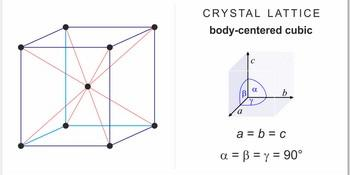 CRYSTAL LATTICE
body-centered cubic
c
β α
γ b
a
a = b = c
α = β = γ = 90°